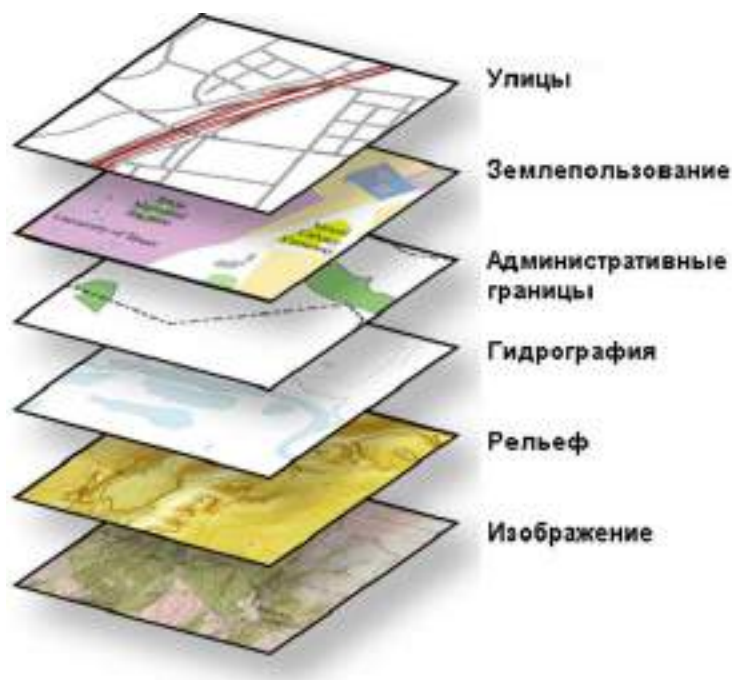 Улицы
Землепользование
Административные
границы
Гидрография
Рельеф
Изображение